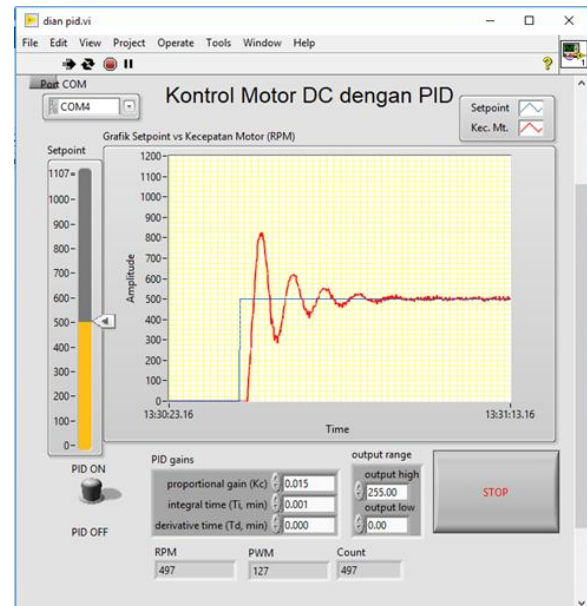 dian pid.vi
File Edit View Project Operate Tools Window Help
Port COM
COM4
Kontrol Motor DC dengan PID
Setpoint
Kec. Mt.
Grafik Setpoint vs Kecepatan Motor (RPM)
Setpoint
1107
1000
900
800
700
600
500
400
300
200
100
0
Amplitude
1200
1100
1000
900
800
700
600
500
400
300
200
100
0
13:30:23.16
13:31:13.16
Time
PID ON
PID OFF
PID gains
proportional gain (Kc) 0.015
integral time (Ti, min) 0.001
derivative time (Td, min) 0.000
output range
output high
255.00
output low
0.00
STOP
RPM PWM Count
497 127 497